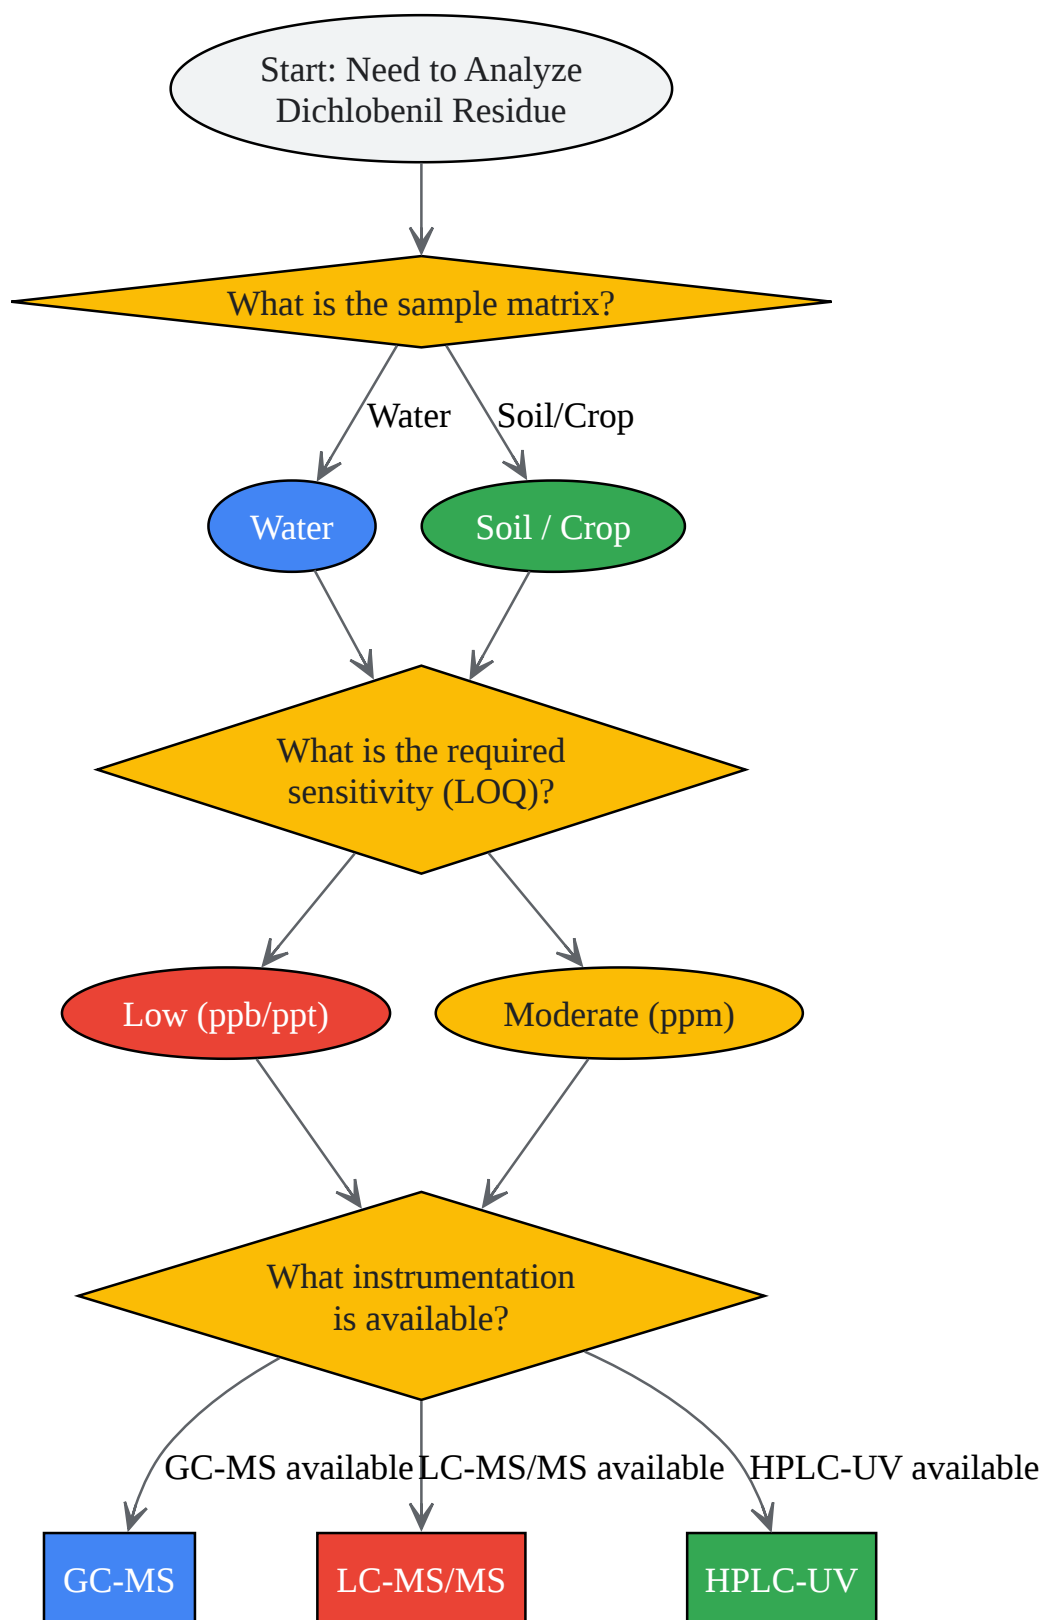 Start: Need to Analyze
Dichlobenil Residue
What is the sample matrix?
Water
Soil/Crop
Water
Soil / Crop
What is the required
sensitivity (LOQ)?
Low (ppb/ppt)
Moderate (ppm)
What instrumentation
is available?
GC-MS available
LC-MS/MS available
HPLC-UV available
GC-MS
LC-MS/MS
HPLC-UV